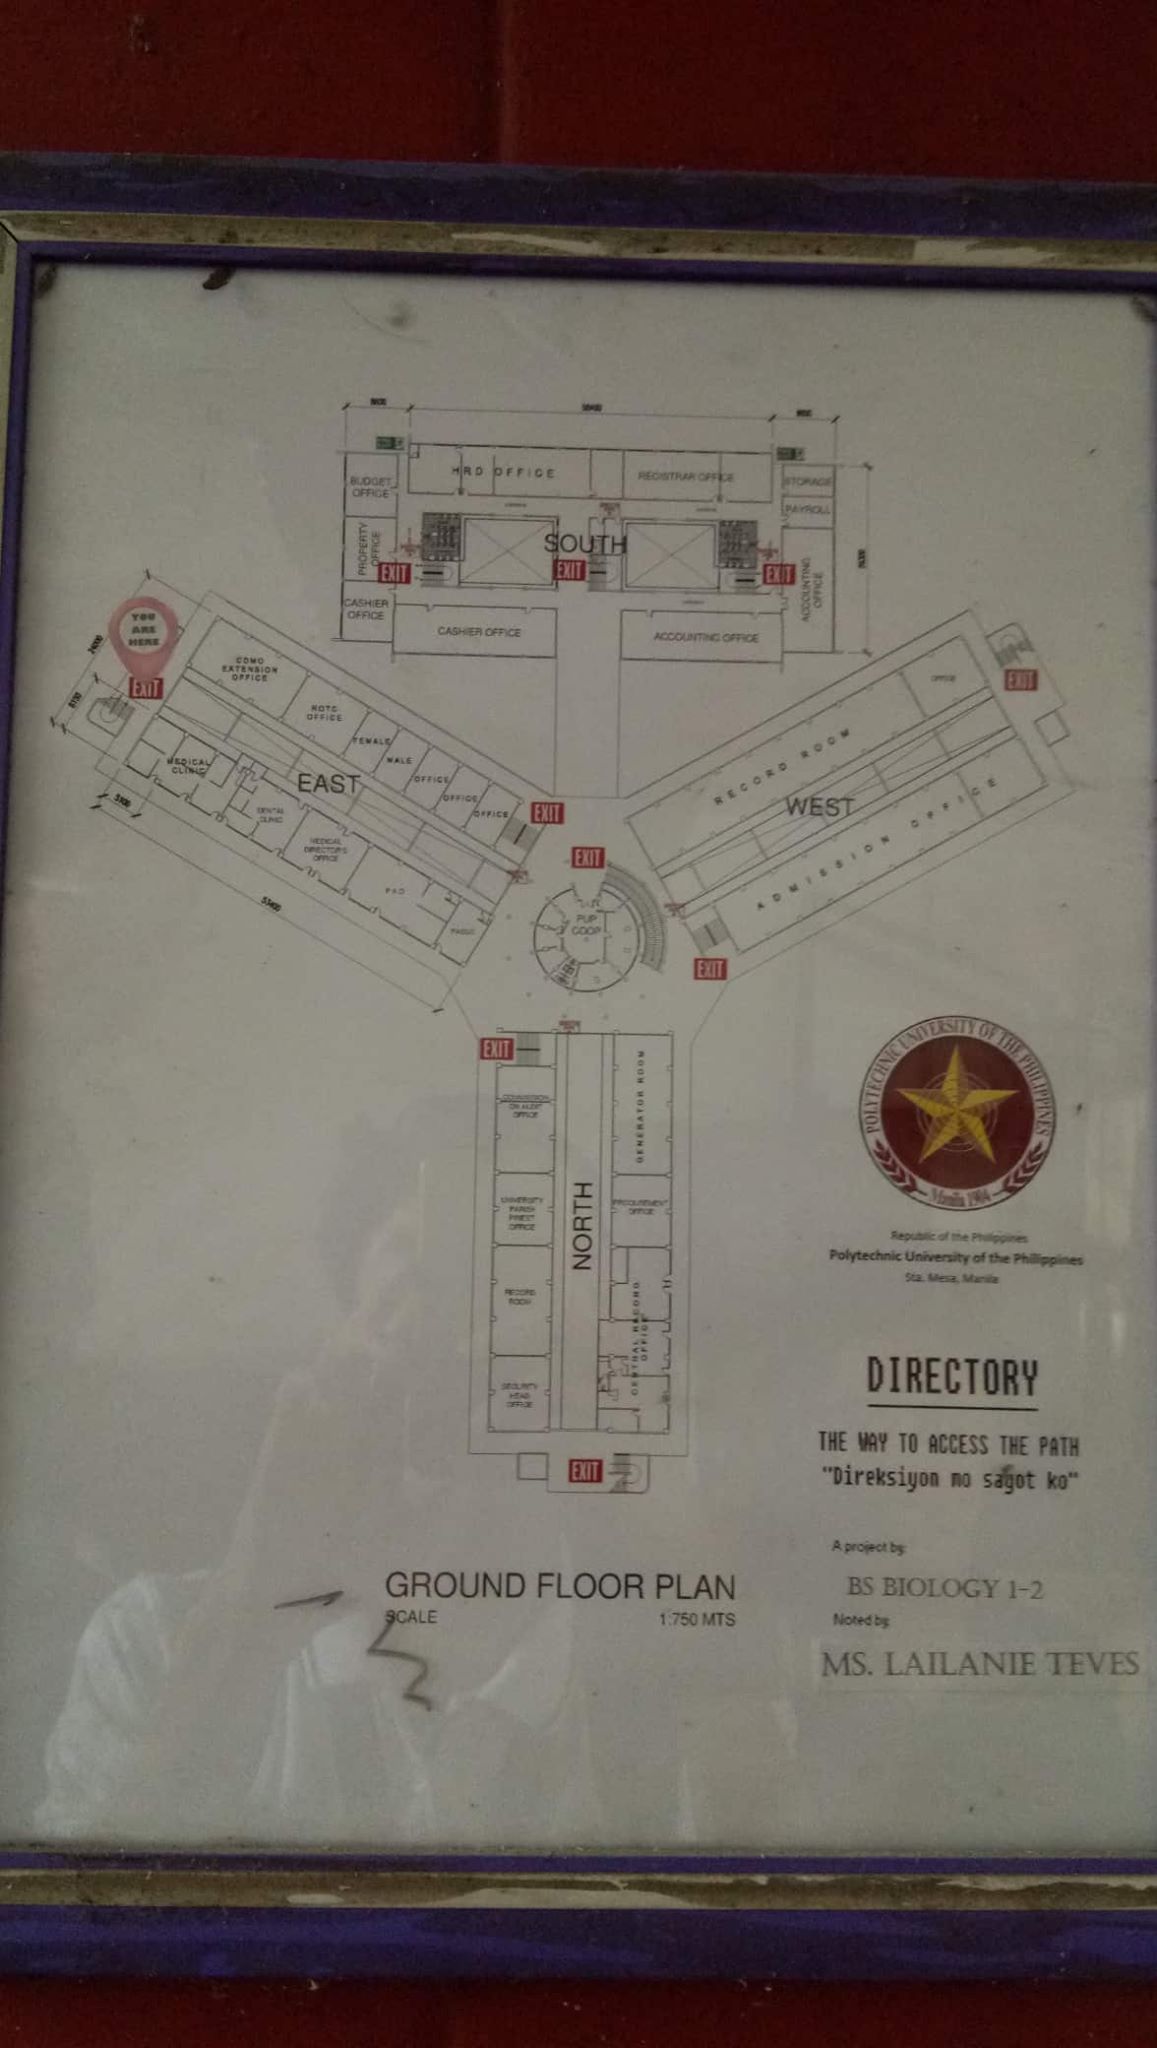 58400
HRD OFFICE
REGISTRAR OFFICE
STORAGE
PAYROLL
BUDGET
OFFICE
PROPERTY
OFFICE
SOUTH
EXIT
EXIT
EXIT
ACCOUNTING
OFFICE
CASHIER
OFFICE
CASHIER OFFICE
ACCOUNTING OFFICE
YOU
ARE
HERE
EXIT
24000
COMO
EXTENSION
OFFICE
ROTC
OFFICE
FEMALE
MALE
OFFICE
OFFICE
OFFICE
EAST
MEDICAL
CLINIC
DENTAL
CLINIC
MEDICAL
DIRECTOR'S
OFFICE
53400
EXIT
EXIT
PUP
COOP
OFFICE
EXIT
RECORD ROOM
WEST
ADMISSION OFFICE
EXIT
EXIT
COMMISSION
ON AUDIT
OFFICE
GENERATOR ROOM
UNIVERSITY
PARISH
PRIEST
OFFICE
NORTH
PROCUREMENT
OFFICE
RECORD
ROOM
CENTRAL RECORD
OFFICE
SECURITY
HEAD
OFFICE
EXIT
GROUND FLOOR PLAN
SCALE 1:750 MTS
POLYTECHNIC UNIVERSITY OF THE PHILIPPINES
Manila 1904
Republic of the Philippines
Polytechnic University of the Philippines
Sta. Mesa, Manila
DIRECTORY
THE WAY TO ACCESS THE PATH
"Direksiyon mo sagot ko"
A project by:
BS BIOLOGY 1-2
Noted by:
MS. LAILANIE TEVES